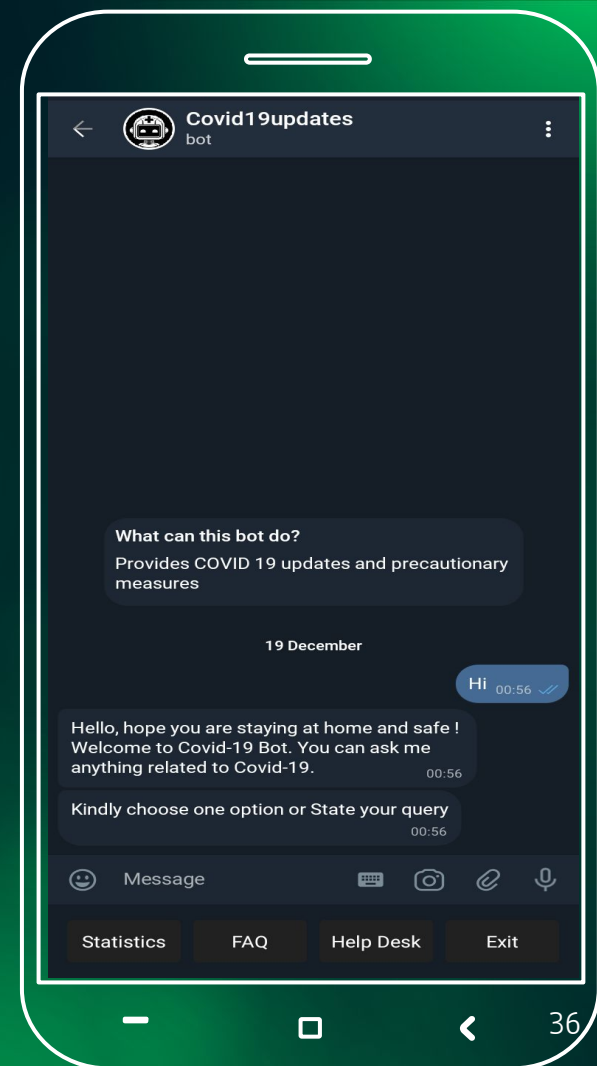 Covid19updates
bot
What can this bot do?
Provides COVID 19 updates and precautionary
measures
19 December
Hi 00:56
Hello, hope you are staying at home and safe !
Welcome to Covid-19 Bot. You can ask me
anything related to Covid-19. 00:56
Kindly choose one option or State your query
00:56
Message
Statistics FAQ Help Desk Exit
36